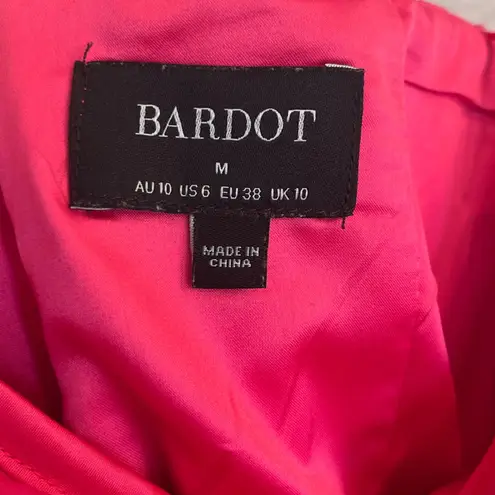 BARDOT
M
AU 10 US 6 EU 38 UK 10
MADE IN
CHINA